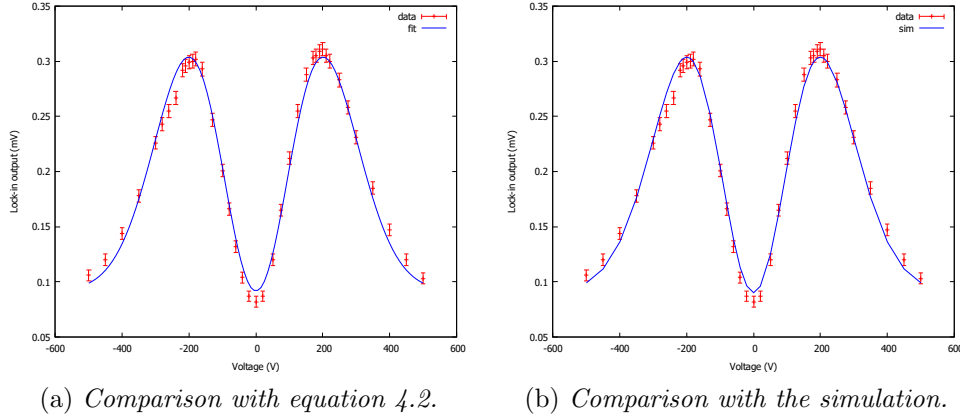 0.35
0.3
0.25
0.2
0.15
0.1
0.05
-600 -400 -200 0 200 400 600
Lock-in output (mV)
Voltage (V)
data
fit
(a) Comparison with equation 4.2.
0.35
0.3
0.25
0.2
0.15
0.1
0.05
-600 -400 -200 0 200 400 600
Lock-in output (mV)
Voltage (V)
data
sim
(b) Comparison with the simulation.